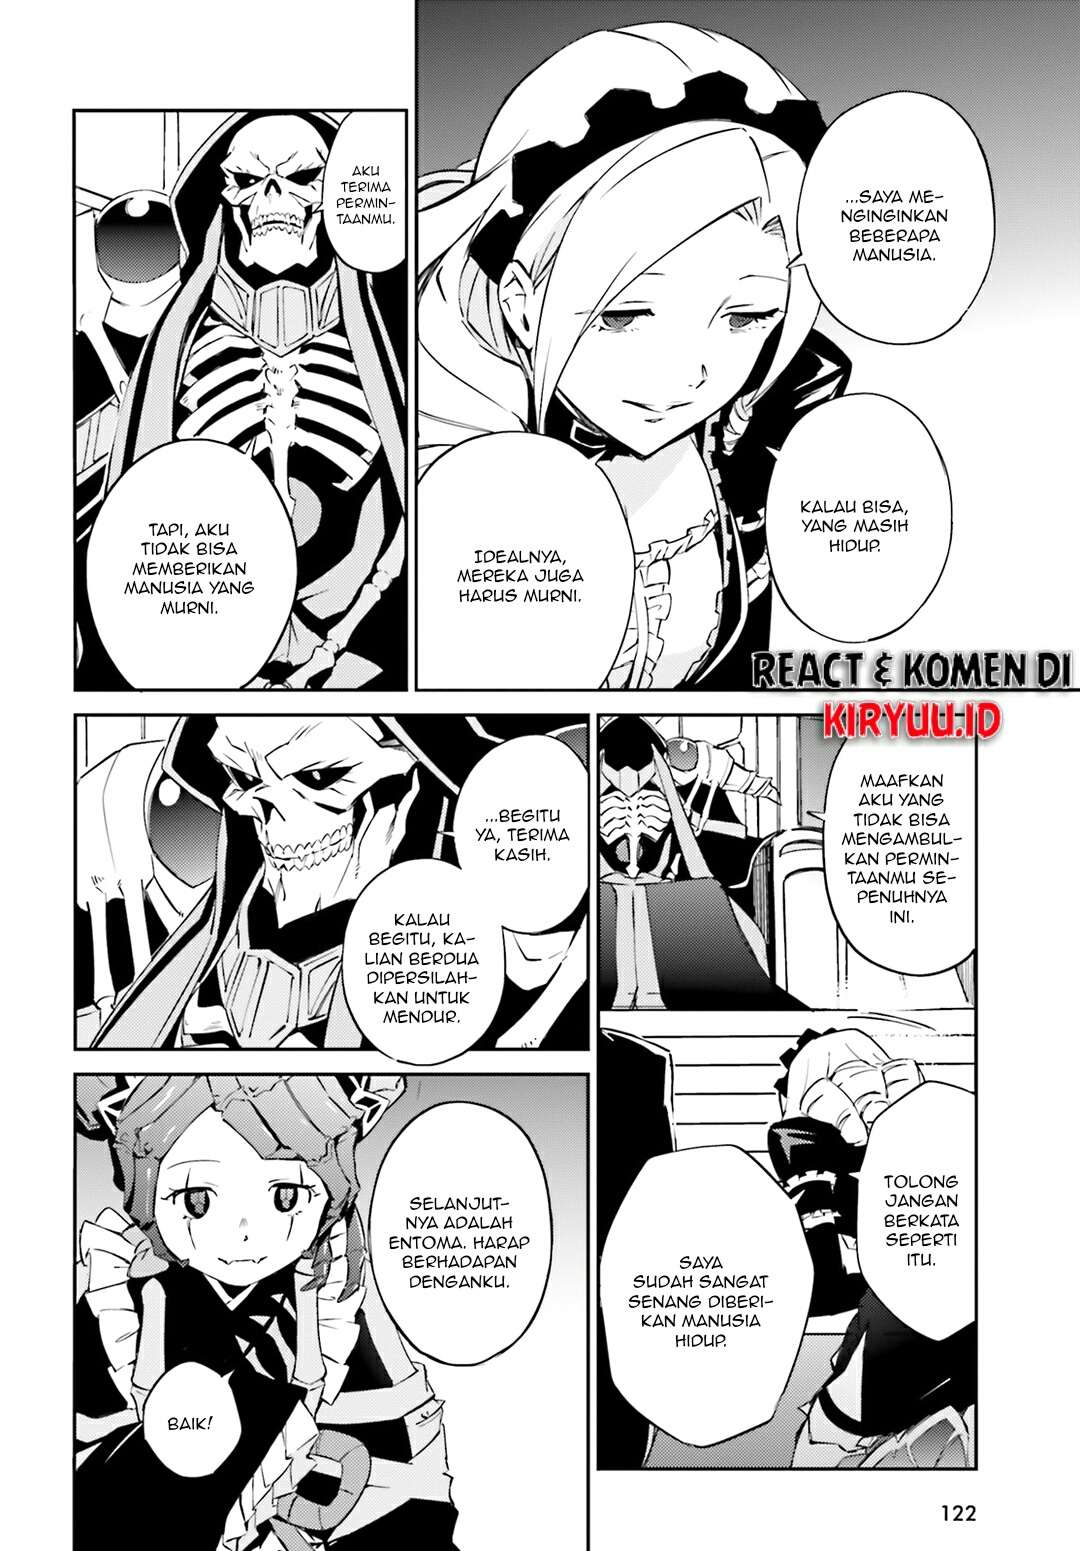 ...SAYA ME-
NGINGINKAN
BEBERAPA
MANUSIA.
KALAU BISA,
YANG MASIH
HIDUP.
IDEALNYA,
MEREKA JUGA
HARUS MURNI.
AKU
TERIMA
PERMIN-
TAANMU.
TAPI, AKU
TIDAK BISA
MEMBERIKAN
MANUSIA YANG
MURNI.
REACT & KOMEN DI
KIRYUU.ID
MAAFKAN
AKU YANG
TIDAK BISA
MENGAMBUL-
KAN PERMIN-
TAANMU SE-
PENUHNYA
INI.
TOLONG
JANGAN
BERKATA
SEPERTI
ITU.
SAYA
SUDAH SANGAT
SENANG DIBERI-
KAN MANUSIA
HIDUP.
...BEGITU
YA, TERIMA
KASIH.
KALAU
BEGITU, KA-
LIAN BERDUA
DIPERSILAH-
KAN UNTUK
MENDUR.
SELANJUT-
NYA ADALAH
ENTOMA. HARAP
BERHADAPAN
DENGANKU.
BAIK!
122